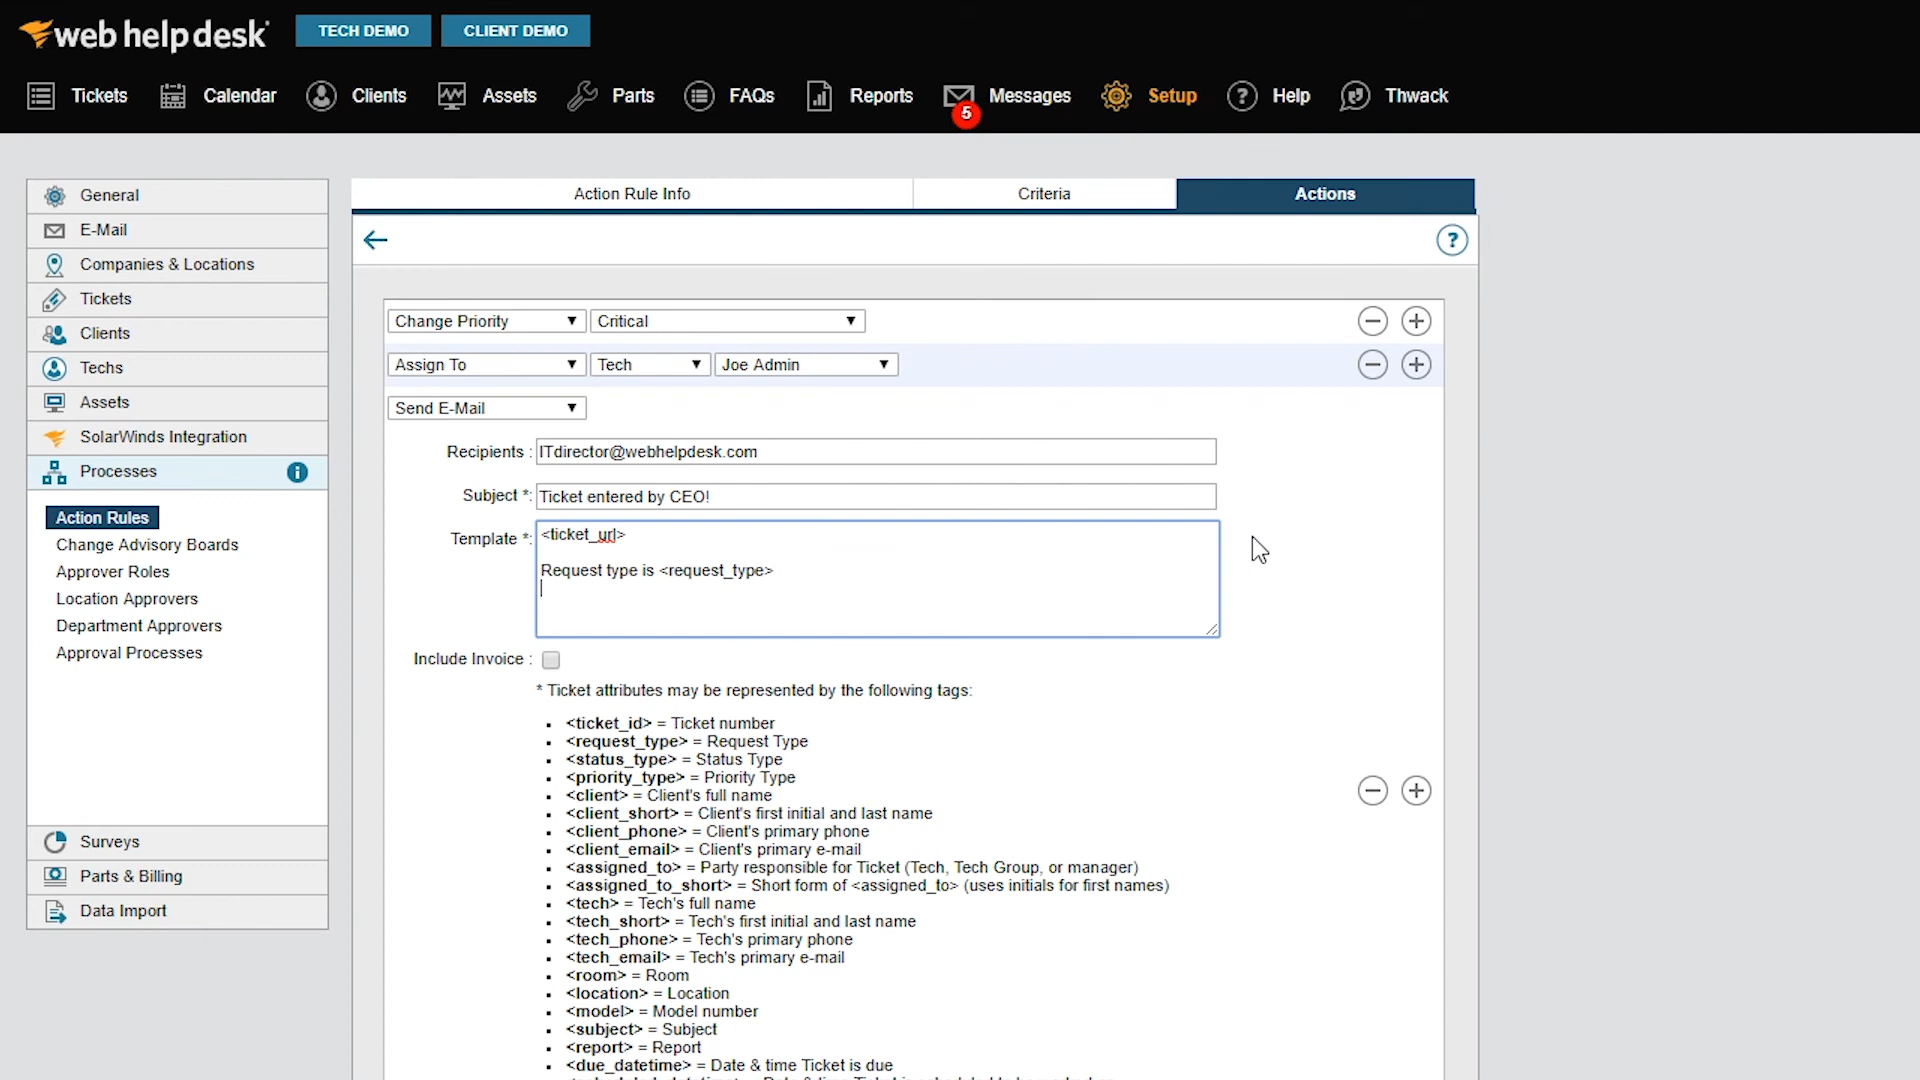 web help desk
TECH DEMO
CLIENT DEMO
Tickets
Calendar
Clients
Assets
Parts
FAQs
Reports
5
Messages
Setup
? Help
Thwack
General
E-Mail
Companies & Locations
Tickets
Clients
Techs
Assets
SolarWinds Integration
Processes
i
Action Rules
Change Advisory Boards
Approver Roles
Location Approvers
Department Approvers
Approval Processes
Surveys
Parts & Billing
Data Import
Action Rule Info
Criteria
Actions
?
Change Priority Critical
Assign To Tech Joe Admin
Send E-Mail
Recipients : ITdirector@webhelpdesk.com
Subject *: Ticket entered by CEO!
Template *: <ticket_url>
Request type is <request_type>
Include Invoice :
* Ticket attributes may be represented by the following tags:
▪ <ticket_id> = Ticket number
▪ <request_type> = Request Type
▪ <status_type> = Status Type
▪ <priority_type> = Priority Type
▪ <client> = Client's full name
▪ <client_short> = Client's first initial and last name
▪ <client_phone> = Client's primary phone
▪ <client_email> = Client's primary e-mail
▪ <assigned_to> = Party responsible for Ticket (Tech, Tech Group, or manager)
▪ <assigned_to_short> = Short form of <assigned_to> (uses initials for first names)
▪ <tech> = Tech's full name
▪ <tech_short> = Tech's first initial and last name
▪ <tech_phone> = Tech's primary phone
▪ <tech_email> = Tech's primary e-mail
▪ <room> = Room
▪ <location> = Location
▪ <model> = Model number
▪ <subject> = Subject
▪ <report> = Report
▪ <due_datetime> = Date & time Ticket is due